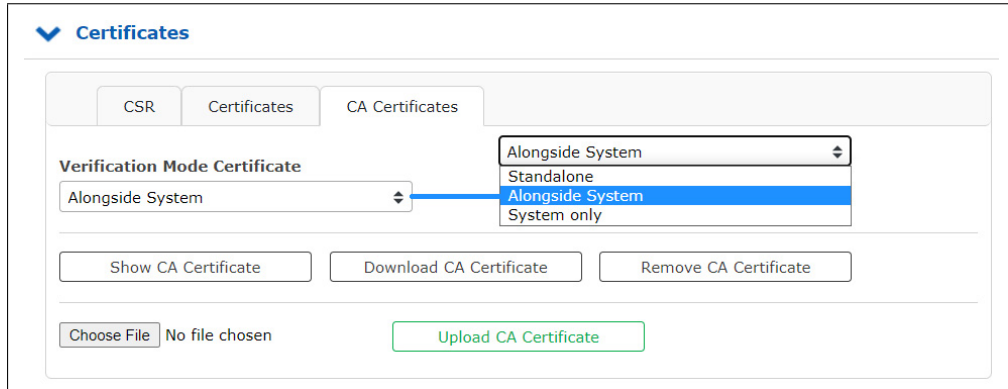 Certificates
CSR Certificates CA Certificates
Verification Mode Certificate
Alongside System
Alongside System
Standalone
Alongside System
System only
Show CA Certificate Download CA Certificate Remove CA Certificate
Choose File No file chosen Upload CA Certificate